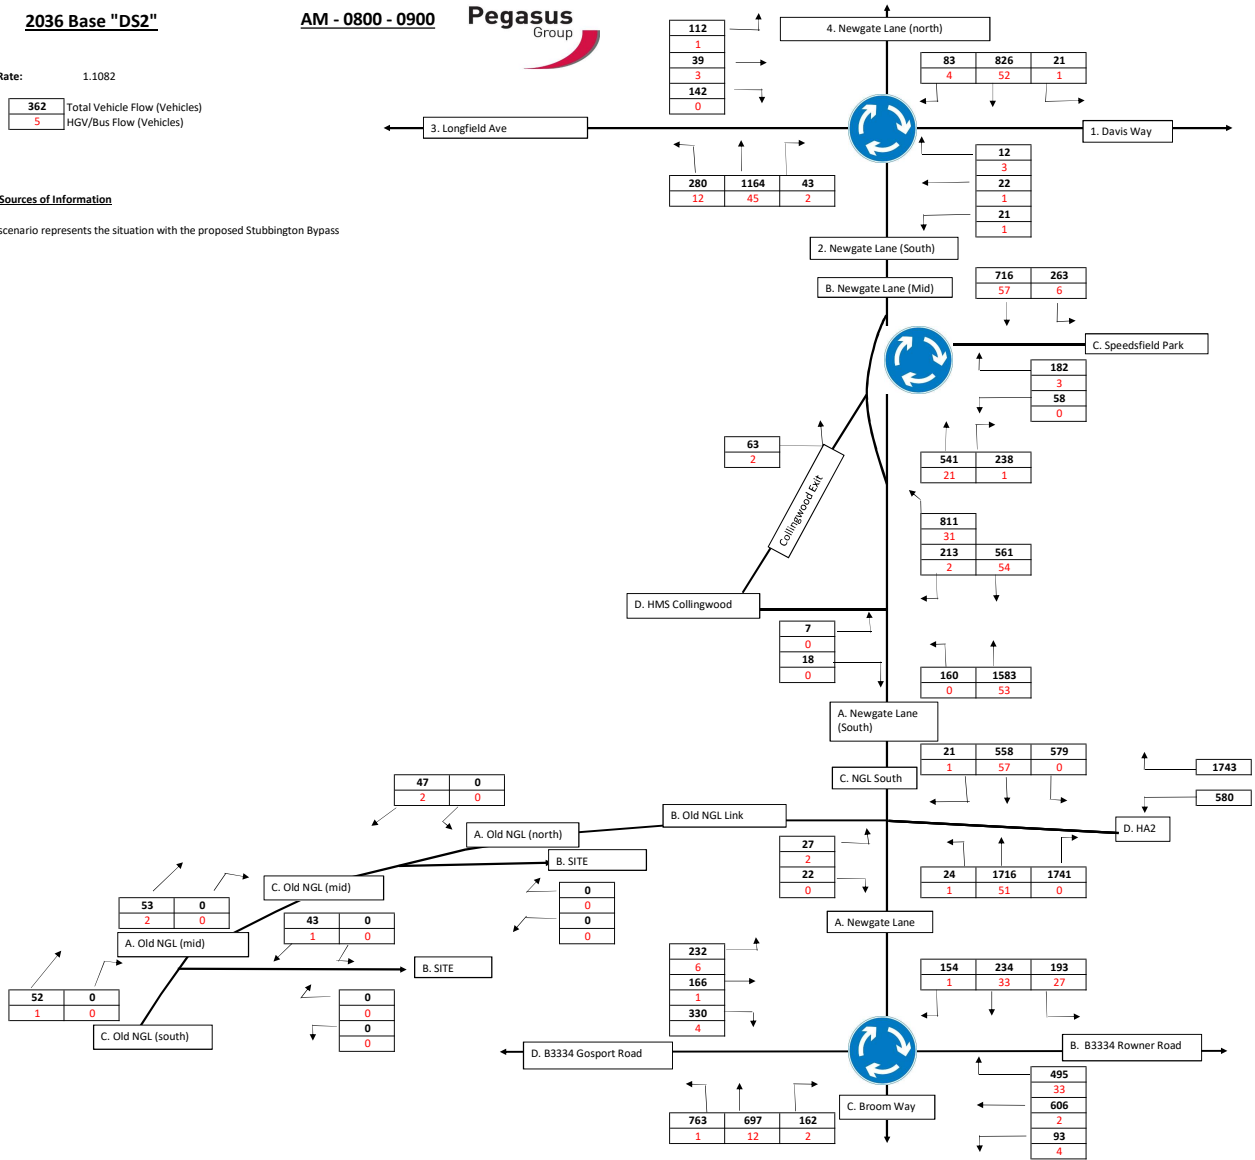 2036 Base "DS2"
AM - 0800 - 0900
Pegasus
Group
Rate: 1.1082
362 Total Vehicle Flow (Vehicles)
5 HGV/Bus Flow (Vehicles)
Sources of Information
scenario represents the situation with the proposed Stubbington Bypass
4. Newgate Lane (north)
112
1
39
3
142
0
83 826 21
4 52 1
3. Longfield Ave
1. Davis Way
280 1164 43
12 45 2
12
3
22
1
21
1
2. Newgate Lane (South)
B. Newgate Lane (Mid)
716 263
57 6
C. Speedsfield Park
182
3
58
0
63
2
541 238
21 1
Collingwood Exit
811
31
213 561
2 54
D. HMS Collingwood
7
0
18
0
160 1583
0 53
A. Newgate Lane
(South)
C. NGL South
21 558 579
1 57 0
1743
580
47 0
2 0
B. Old NGL Link
D. HA2
A. Old NGL (north)
B. SITE
27
2
22
0
24 1716 1741
1 51 0
C. Old NGL (mid)
0
0
0
0
53 0
2 0
43 0
1 0
A. Newgate Lane
A. Old NGL (mid)
B. SITE
232
6
166
1
330
4
154 234 193
1 33 27
52 0
1 0
0
0
0
0
C. Old NGL (south)
D. B3334 Gosport Road
B. B3334 Rowner Road
C. Broom Way
763 697 162
1 12 2
495
33
606
2
93
4